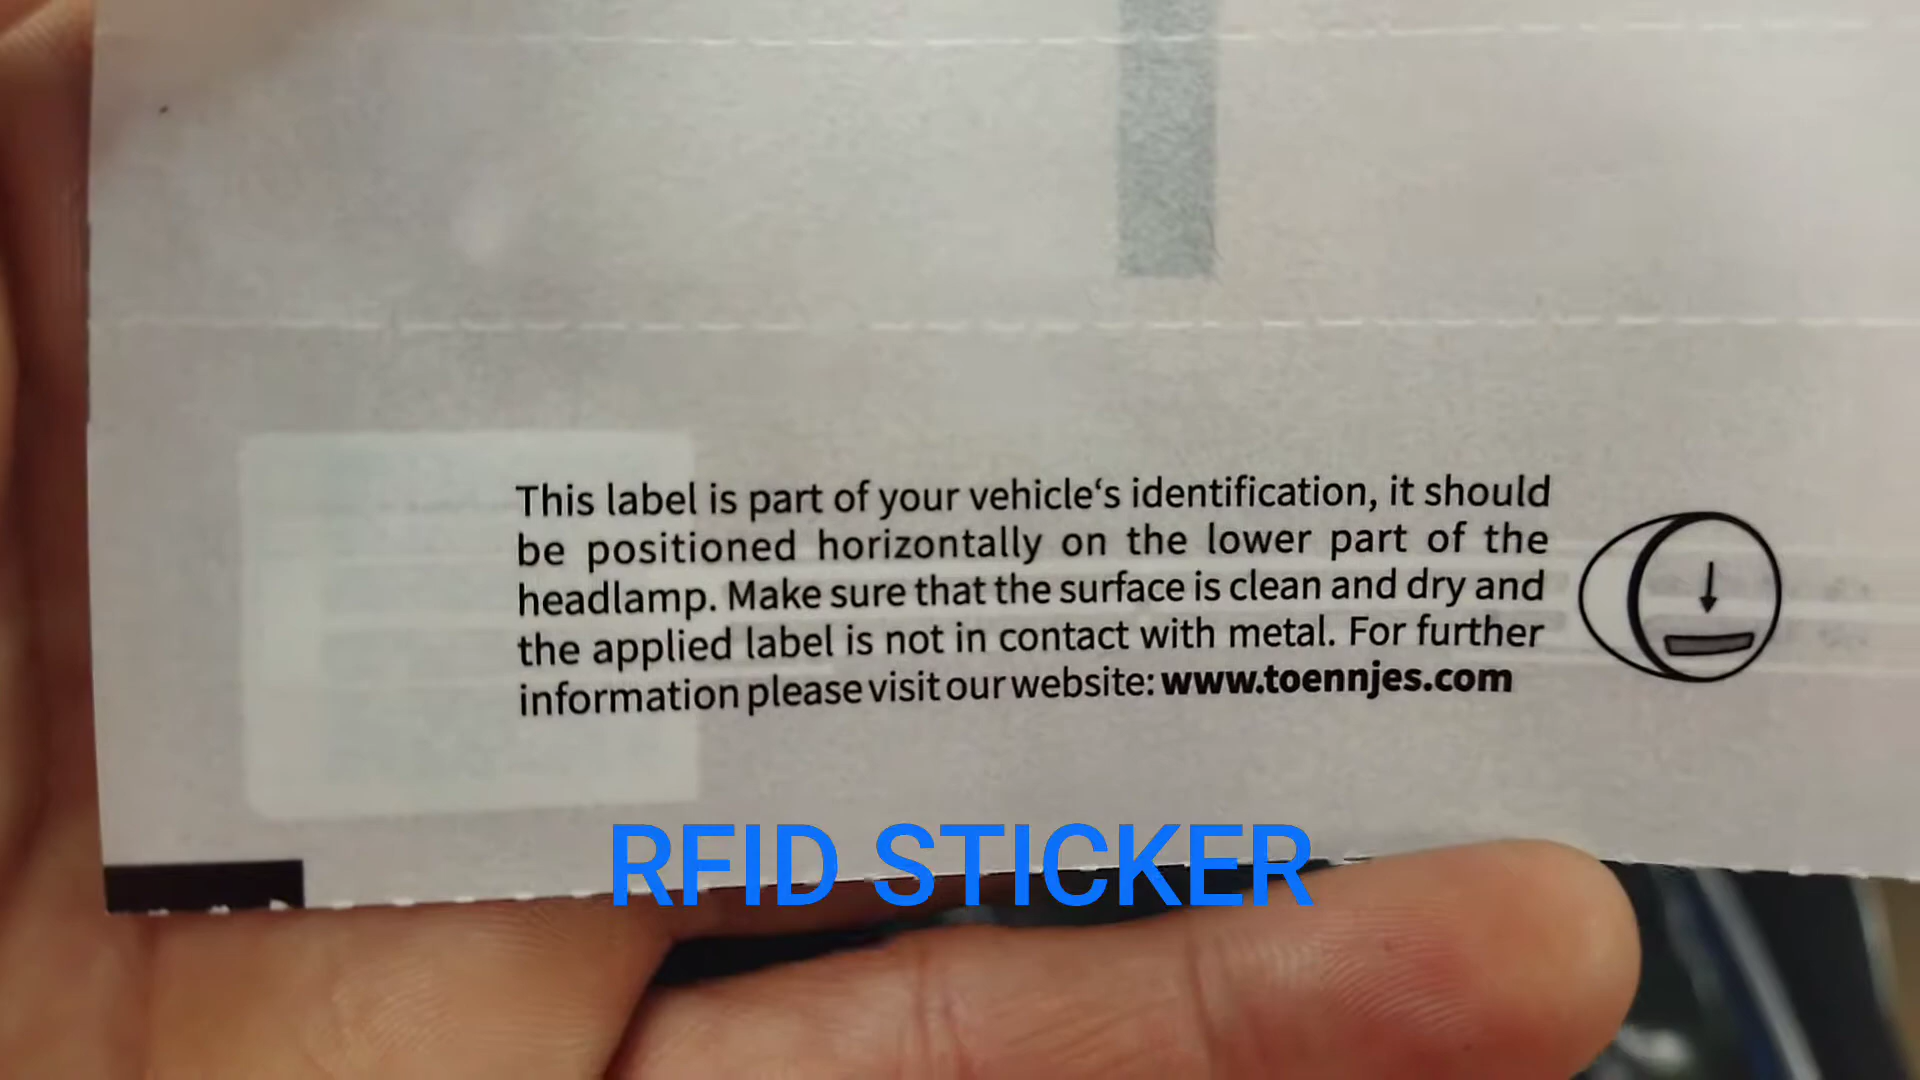 This label is part of your vehicle‘s identification, it should
be positioned horizontally on the lower part of the
headlamp. Make sure that the surface is clean and dry and
the applied label is not in contact with metal. For further
information please visit our website: www.toennjes.com
RFID STICKER